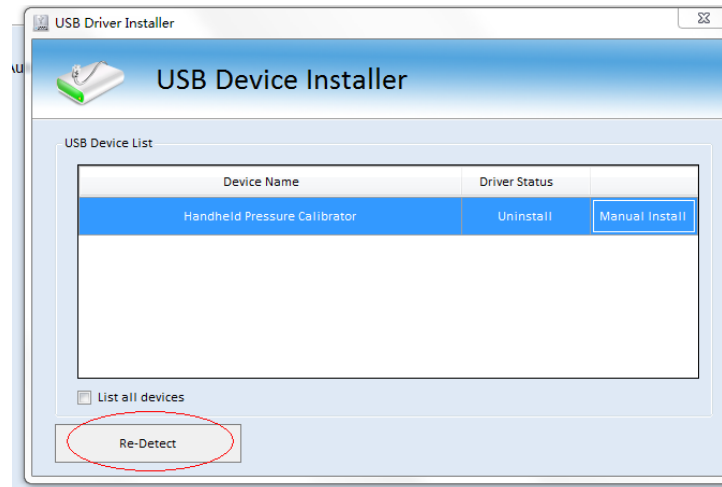 USB Driver Installer
USB Device Installer
USB Device List
Device Name Driver Status
Handheld Pressure Calibrator Uninstall Manual Install
List all devices
Re-Detect